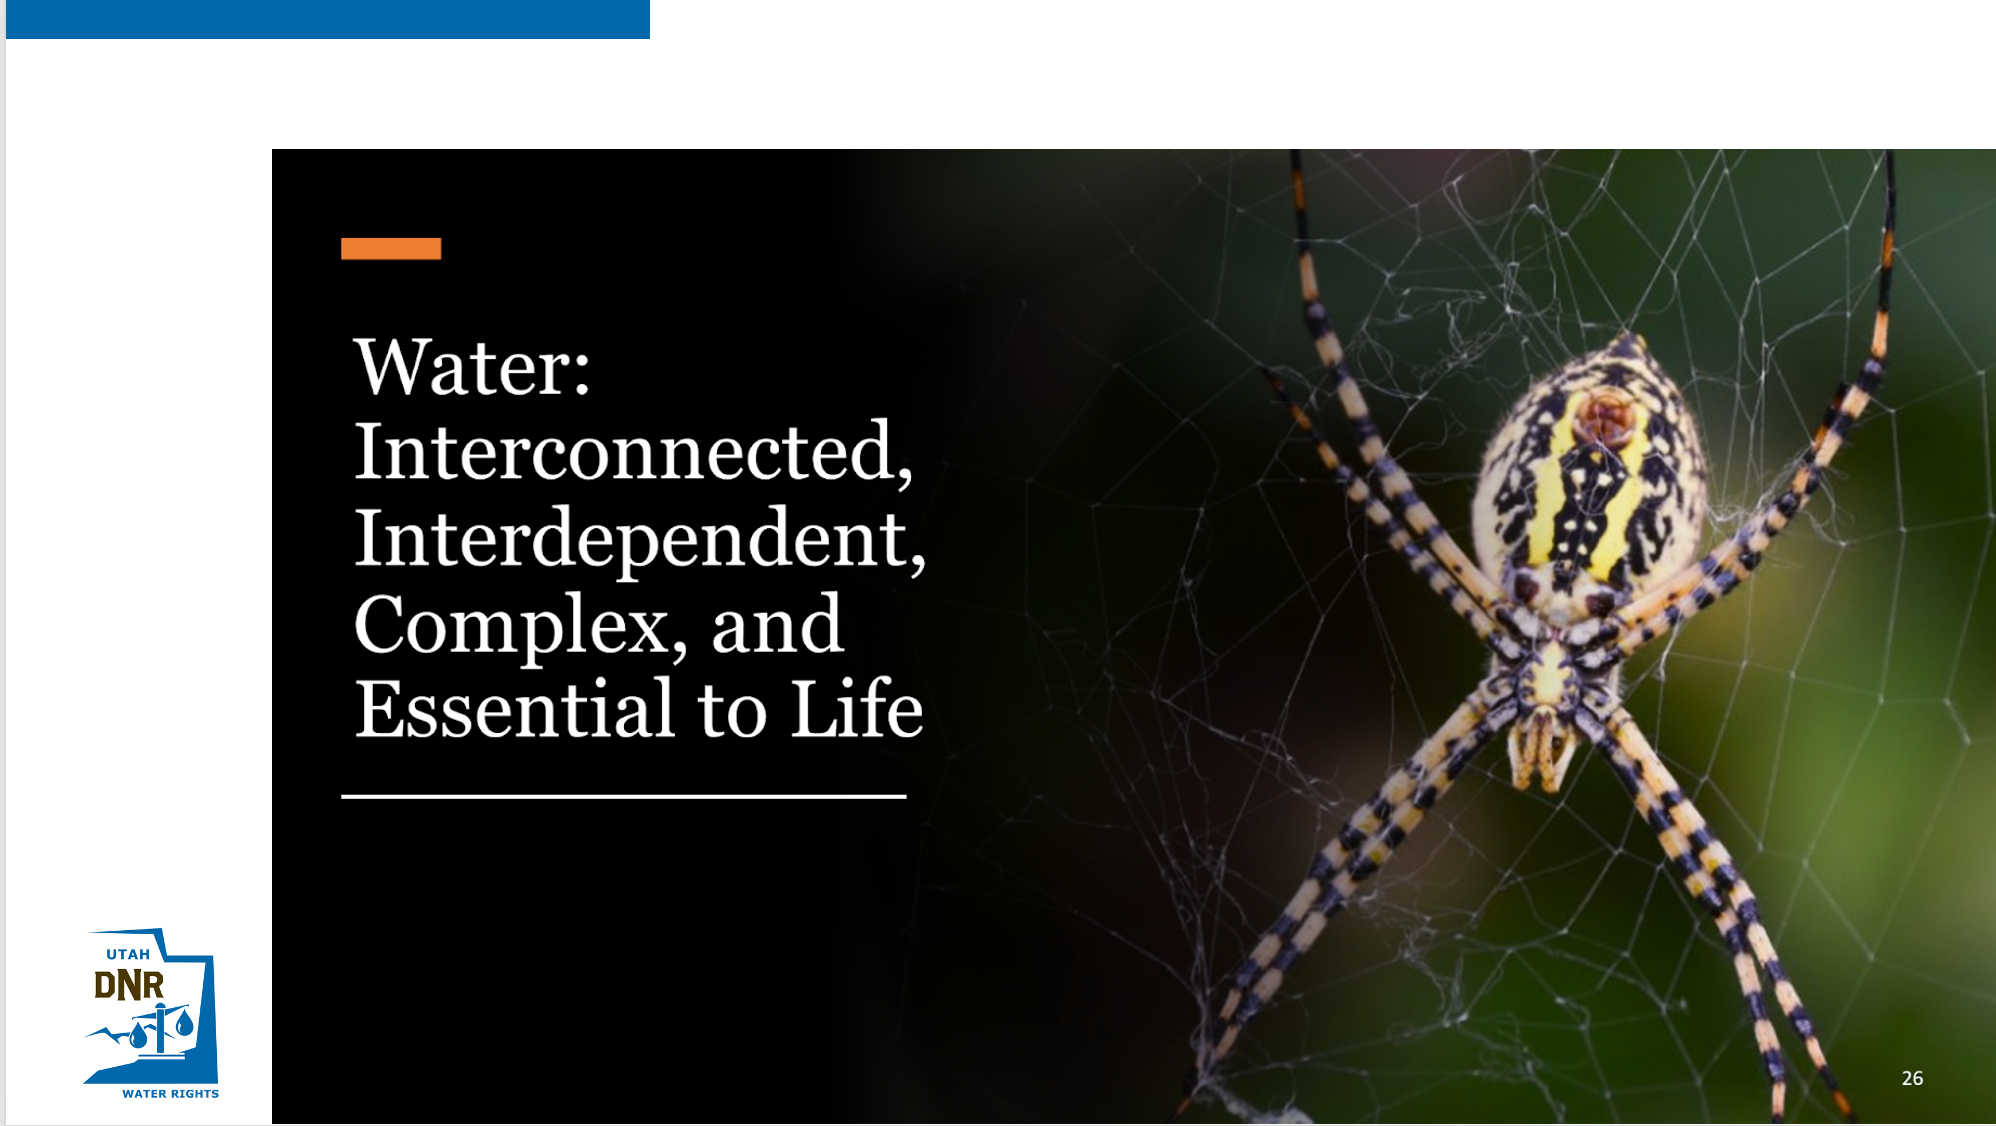 Water:
Interconnected,
Interdependent,
Complex, and
Essential to Life
UTAH
DNR
WATER RIGHTS
26